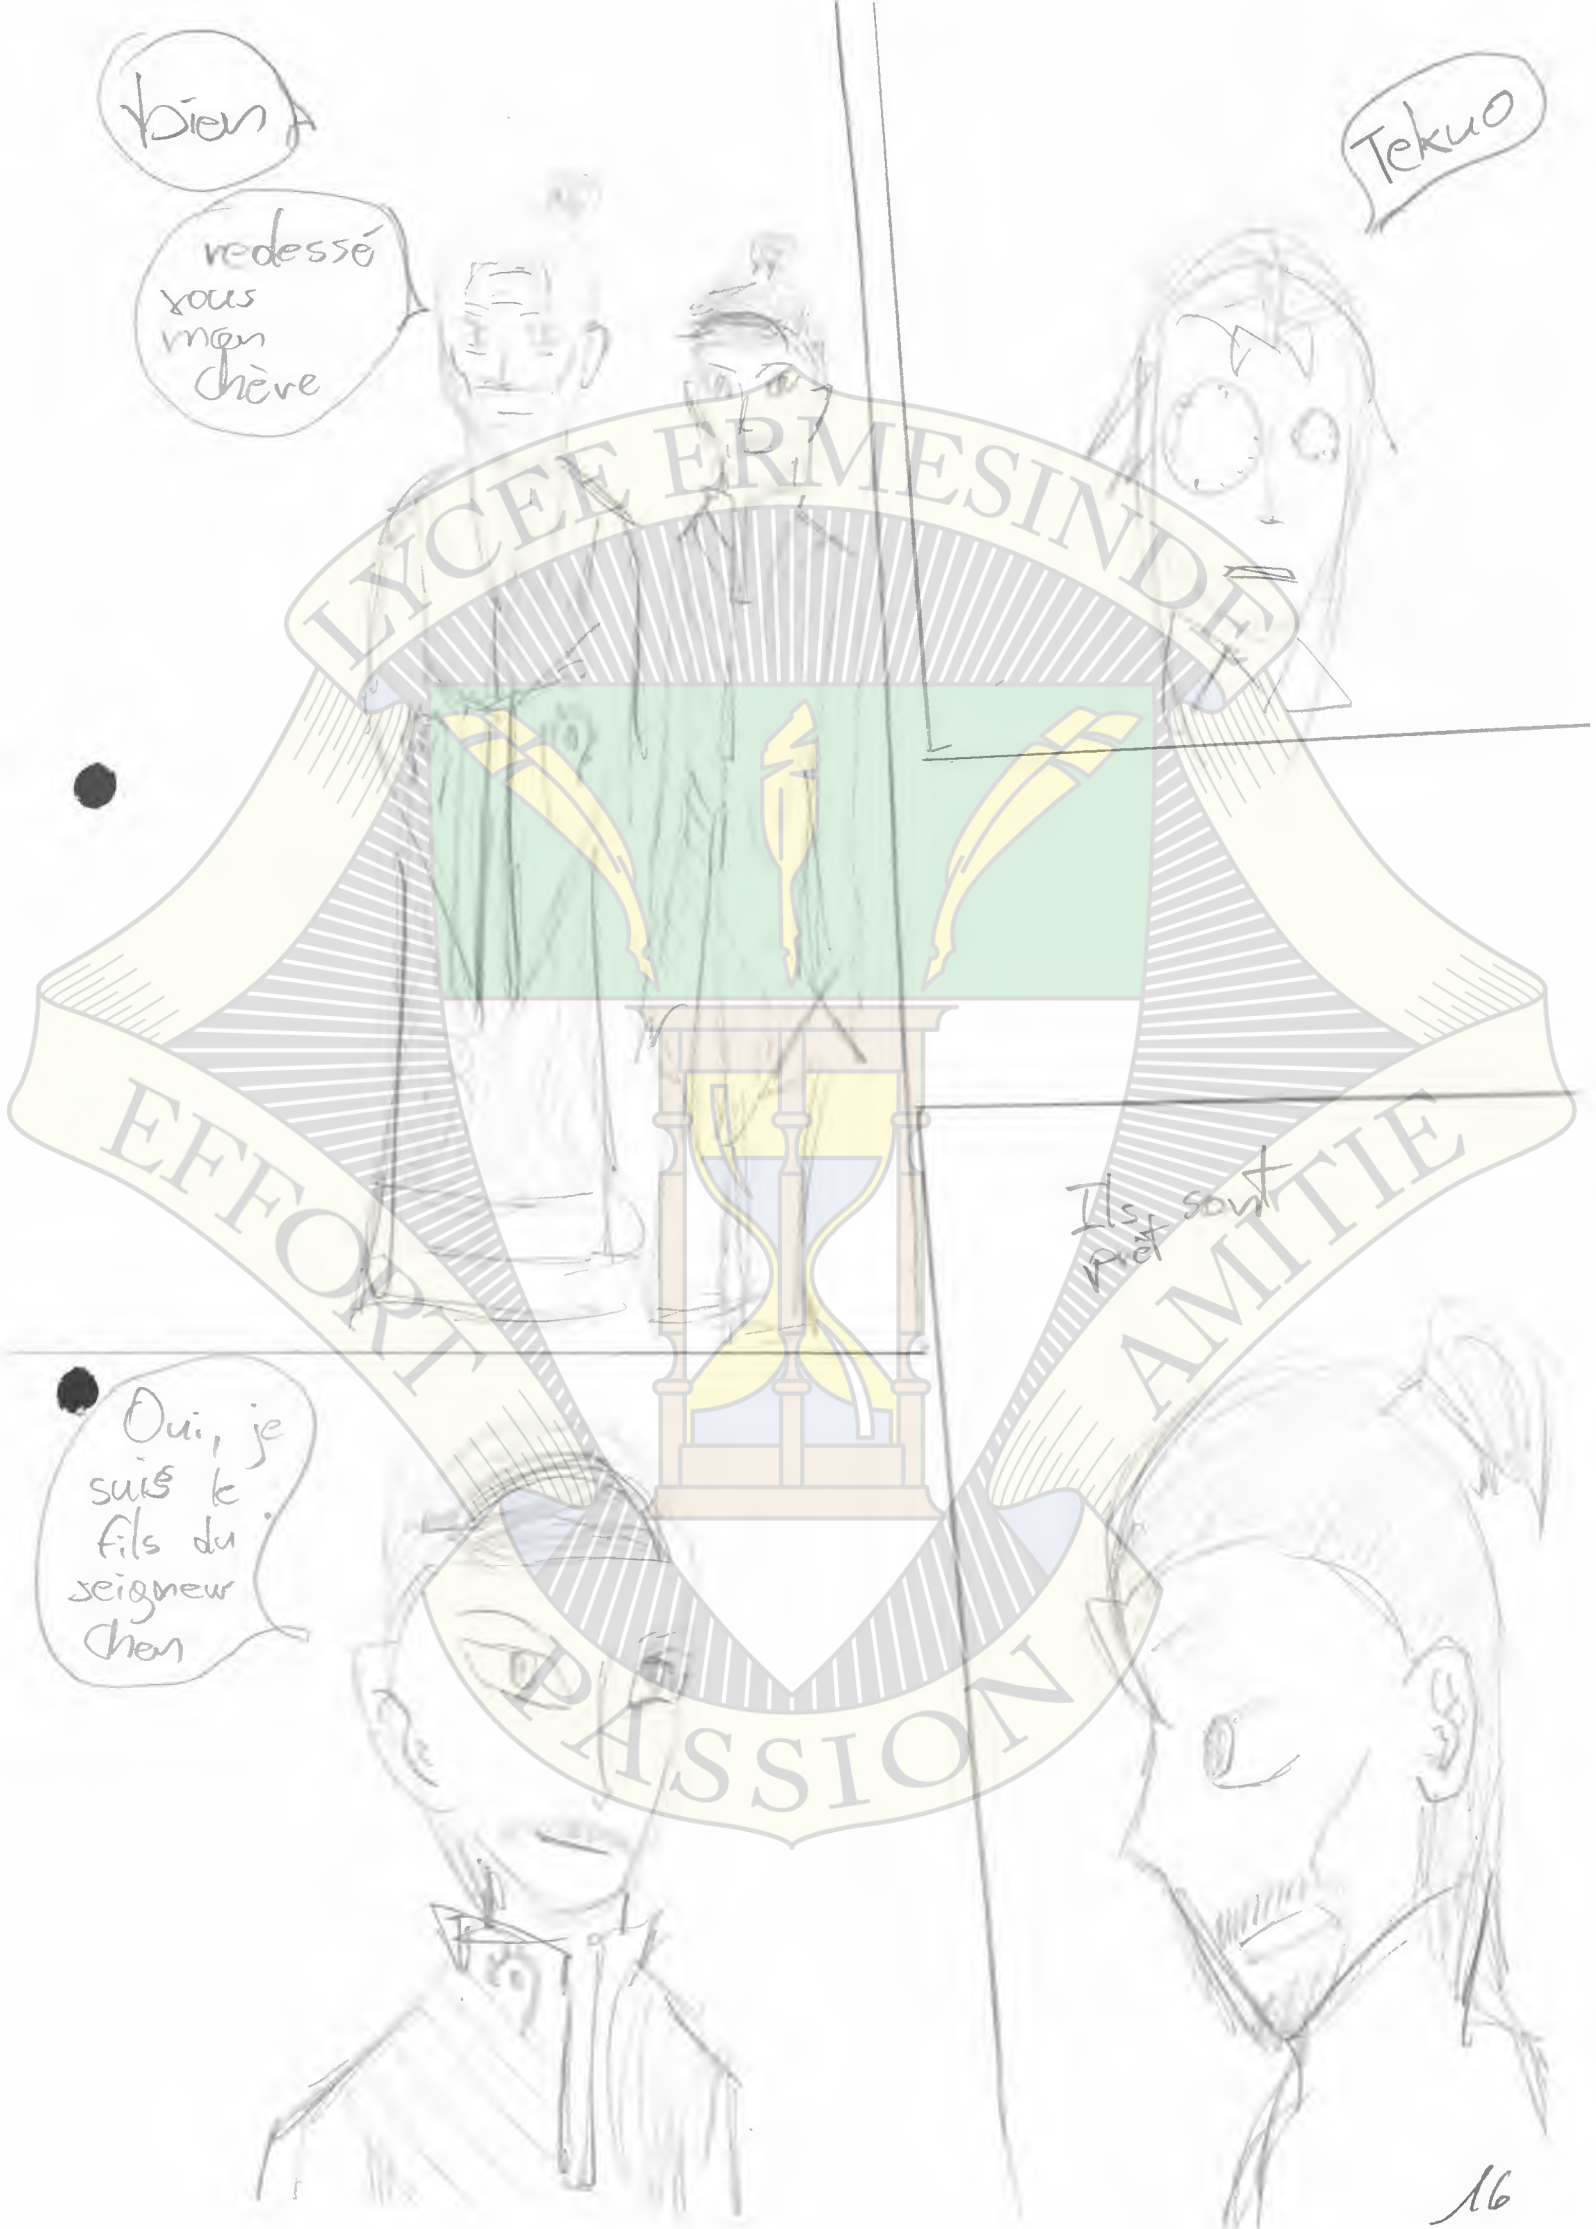 bien
redessé
vous
mon
chère
Tekuo
LYCEE ERMESINDE
EFFORT
AMITIE
PASSION
Ils sont
Oui, je
suis le
fils du
seigneur
Chen
16